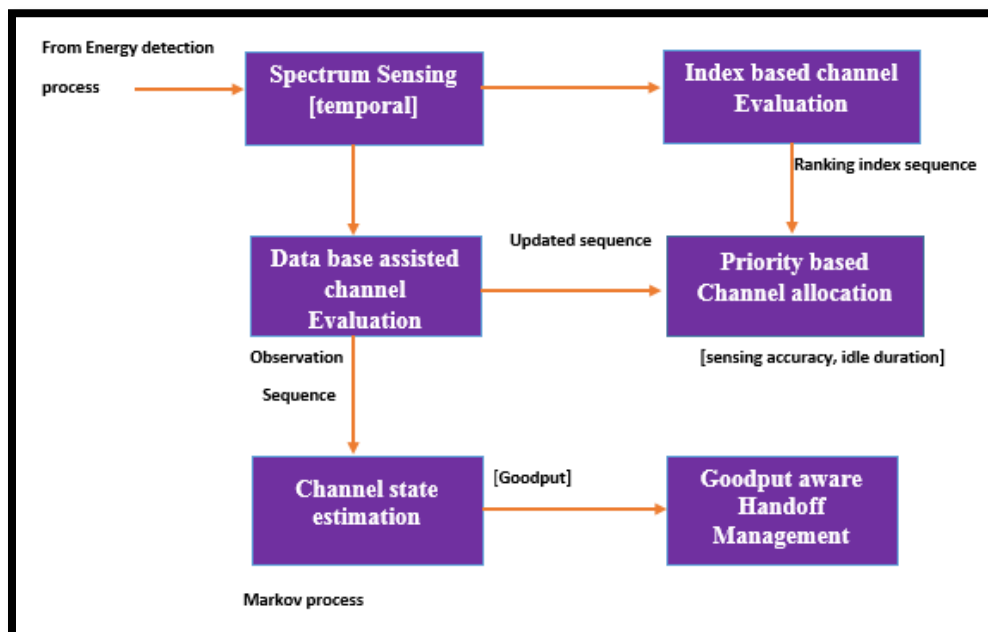 From Energy detection
process
Spectrum Sensing
[temporal]
Index based channel
Evaluation
Ranking index sequence
Data base assisted
channel
Evaluation
Updated sequence
Priority based
Channel allocation
[sensing accuracy, idle duration]
Observation
Sequence
Channel state
estimation
[Goodput]
Goodput aware
Handoff
Management
Markov process